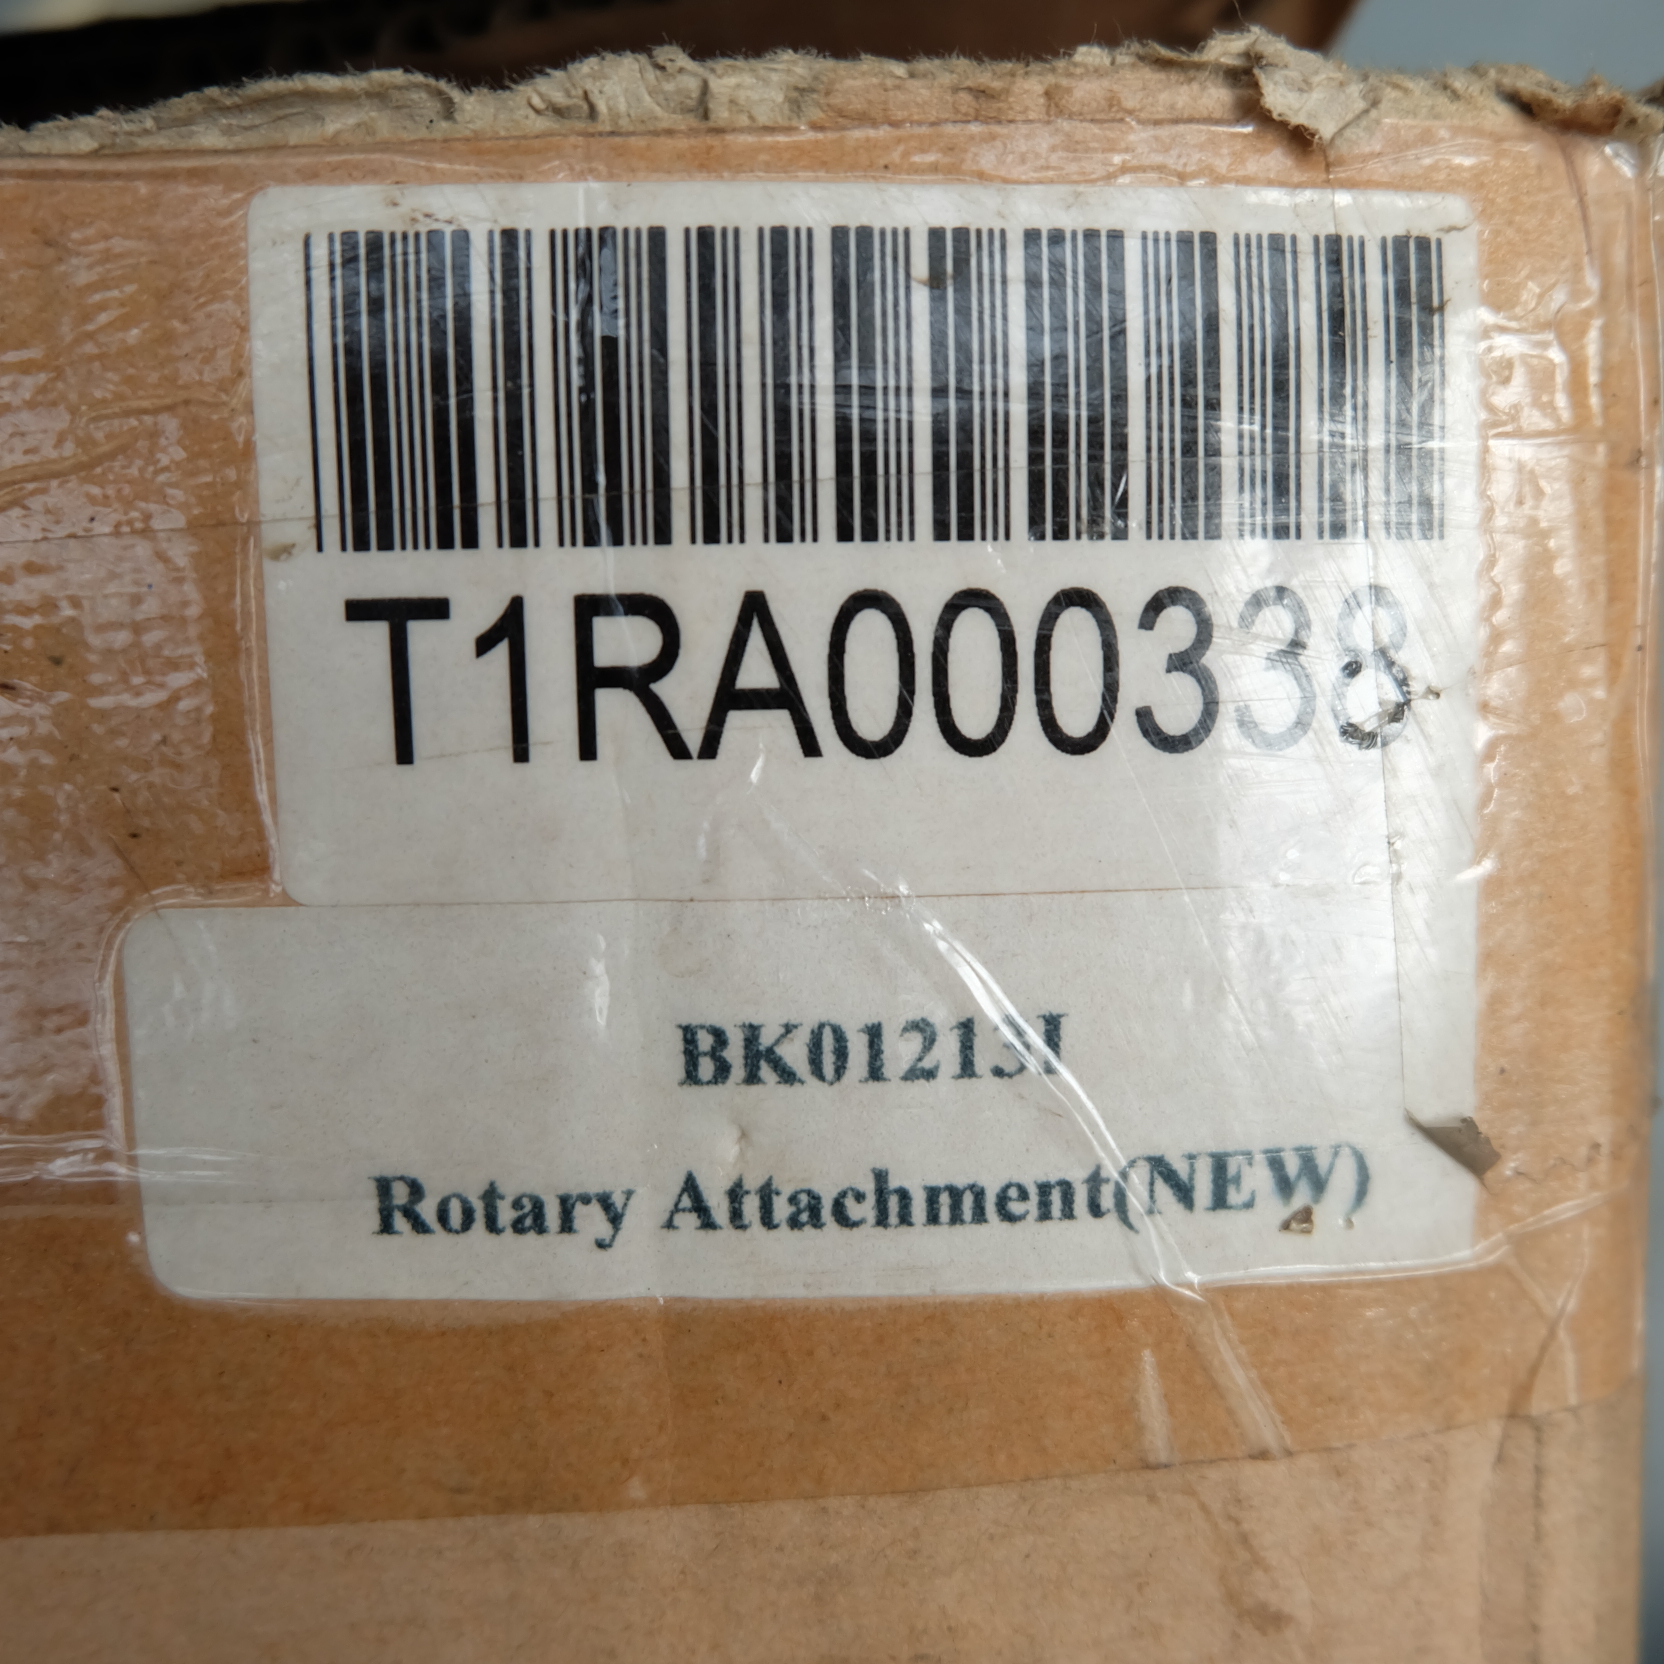 T1RA000338
BK01213I
Rotary Attachment(NEW)